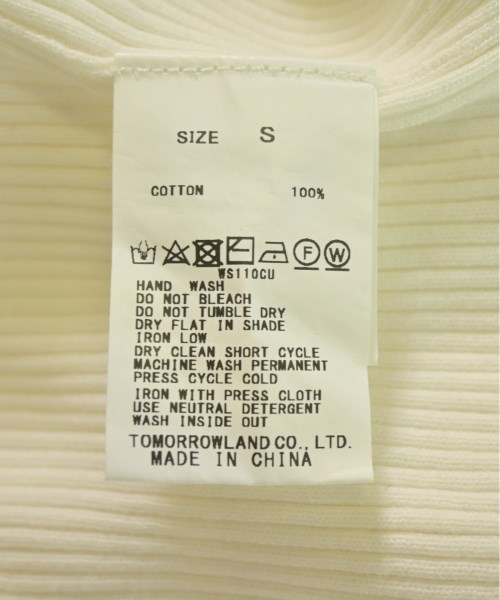 SIZE S
COTTON 100%
F W
WS110CU
HAND WASH
DO NOT BLEACH
DO NOT TUMBLE DRY
DRY FLAT IN SHADE
IRON LOW
DRY CLEAN SHORT CYCLE
MACHINE WASH PERMANENT
PRESS CYCLE COLD
IRON WITH PRESS CLOTH
USE NEUTRAL DETERGENT
WASH INSIDE OUT
TOMORROWLAND CO., LTD.
MADE IN CHINA